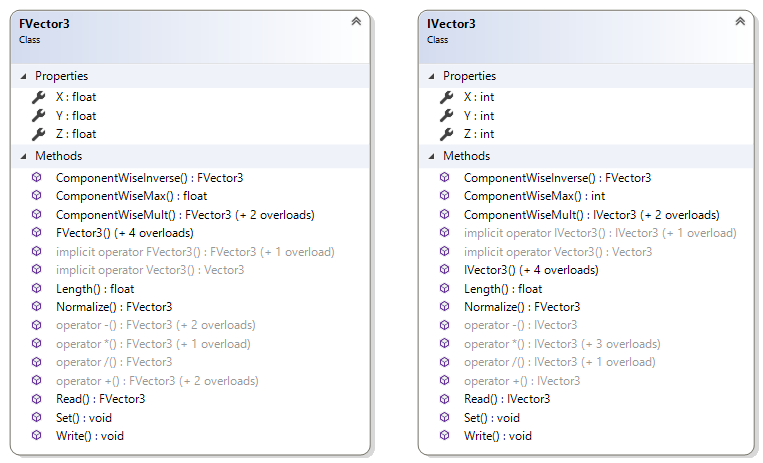 FVector3
Class
Properties
X : float
Y : float
Z : float
Methods
ComponentWiseInverse() : FVector3
ComponentWiseMax() : float
ComponentWiseMult() : FVector3 (+ 2 overloads)
FVector3() (+ 4 overloads)
implicit operator FVector3() : FVector3 (+ 1 overload)
implicit operator Vector3() : Vector3
Length() : float
Normalize() : FVector3
operator -() : FVector3 (+ 2 overloads)
operator *() : FVector3 (+ 1 overload)
operator /() : FVector3
operator +() : FVector3 (+ 2 overloads)
Read() : FVector3
Set() : void
Write() : void
IVector3
Class
Properties
X : int
Y : int
Z : int
Methods
ComponentWiseInverse() : FVector3
ComponentWiseMax() : int
ComponentWiseMult() : IVector3 (+ 2 overloads)
implicit operator IVector3() : IVector3 (+ 1 overload)
implicit operator Vector3() : Vector3
IVector3() (+ 4 overloads)
Length() : float
Normalize() : FVector3
operator -() : IVector3
operator *() : IVector3 (+ 3 overloads)
operator /() : IVector3 (+ 1 overload)
operator +() : IVector3
Read() : IVector3
Set() : void
Write() : void